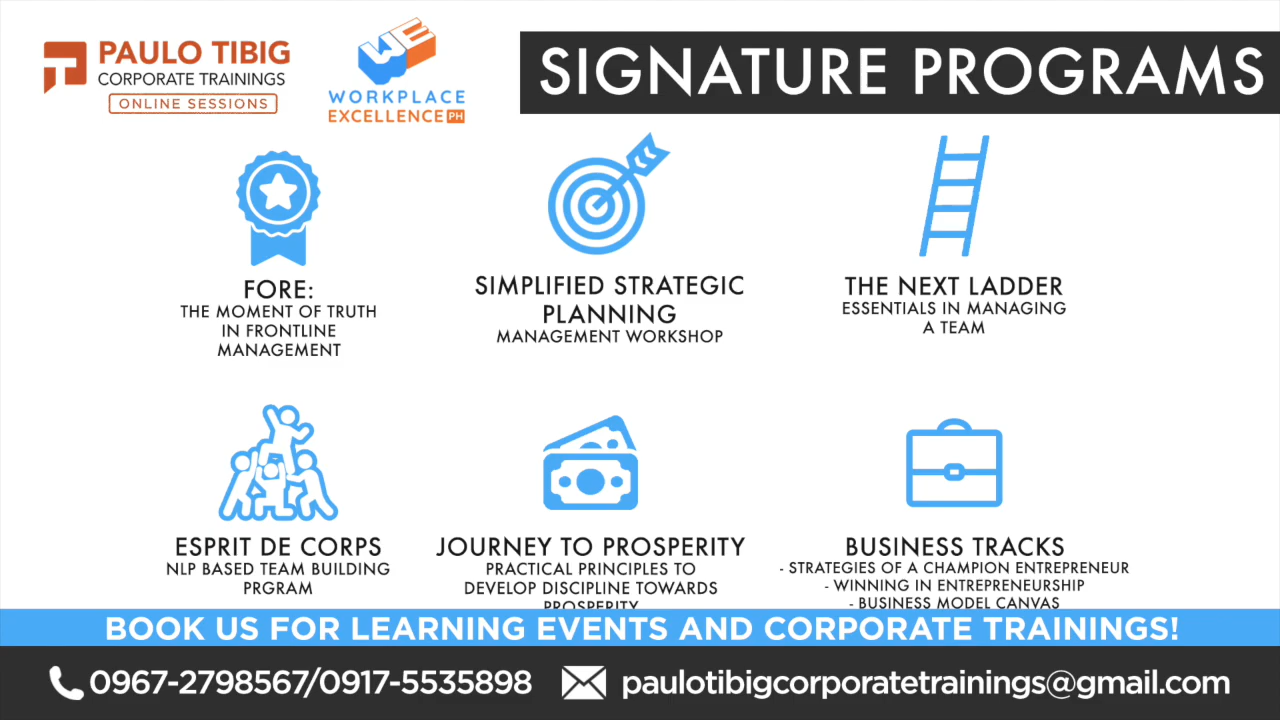 PAULO TIBIG
CORPORATE TRAININGS
ONLINE SESSIONS
WE
WORKPLACE
EXCELLENCE PH
SIGNATURE PROGRAMS
FORE:
THE MOMENT OF TRUTH
IN FRONTLINE
MANAGEMENT
SIMPLIFIED STRATEGIC
PLANNING
MANAGEMENT WORKSHOP
THE NEXT LADDER
ESSENTIALS IN MANAGING
A TEAM
ESPRIT DE CORPS
NLP BASED TEAM BUILDING
PRGRAM
JOURNEY TO PROSPERITY
PRACTICAL PRINCIPLES TO
DEVELOP DISCIPLINE TOWARDS
PROSPERITY
BUSINESS TRACKS
- STRATEGIES OF A CHAMPION ENTREPRENEUR
- WINNING IN ENTREPRENEURSHIP
- BUSINESS MODEL CANVAS
BOOK US FOR LEARNING EVENTS AND CORPORATE TRAININGS!
0967-2798567/0917-5535898
paulotibigcorporatetrainings@gmail.com